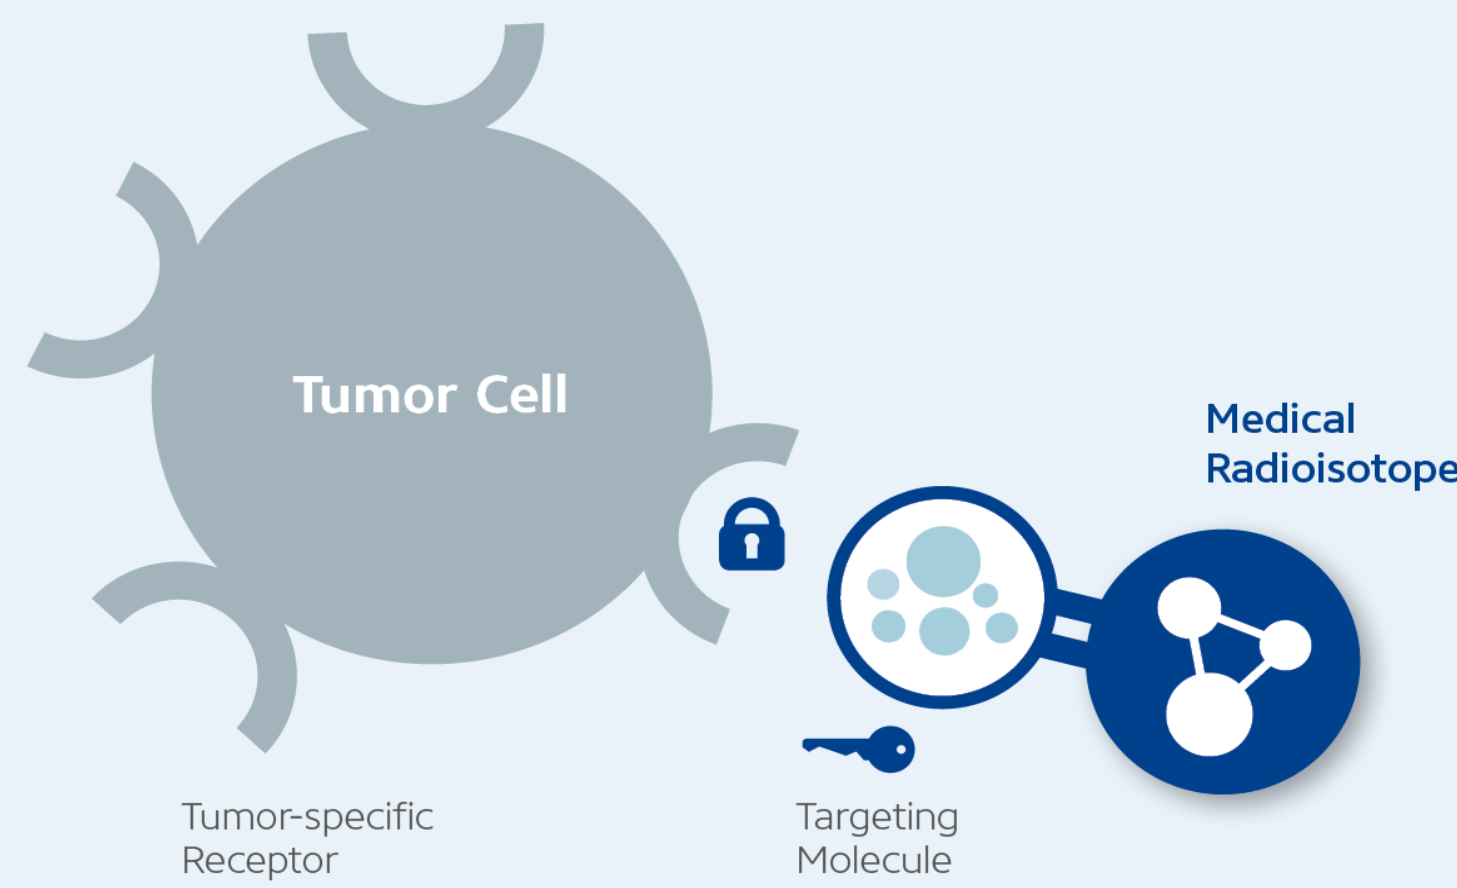 Tumor Cell
Medical
Radioisotope
Tumor-specific
Receptor
Targeting
Molecule